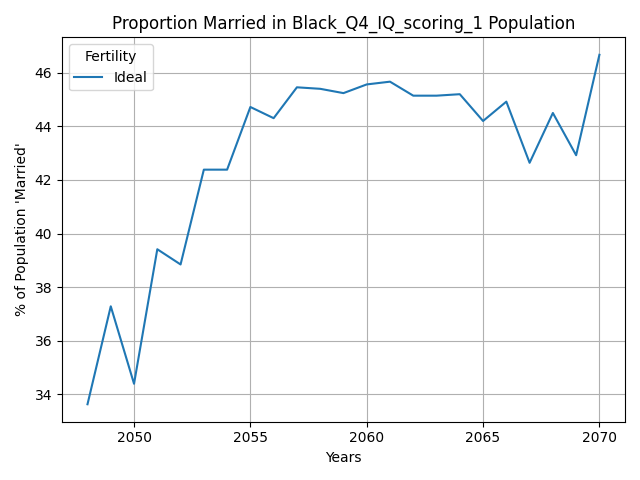 Proportion Married in Black_Q4_IQ_scoring_1 Population
Fertility
Ideal
% of Population 'Married'
46
44
42
40
38
36
34
2050
2055
2060
2065
2070
Years